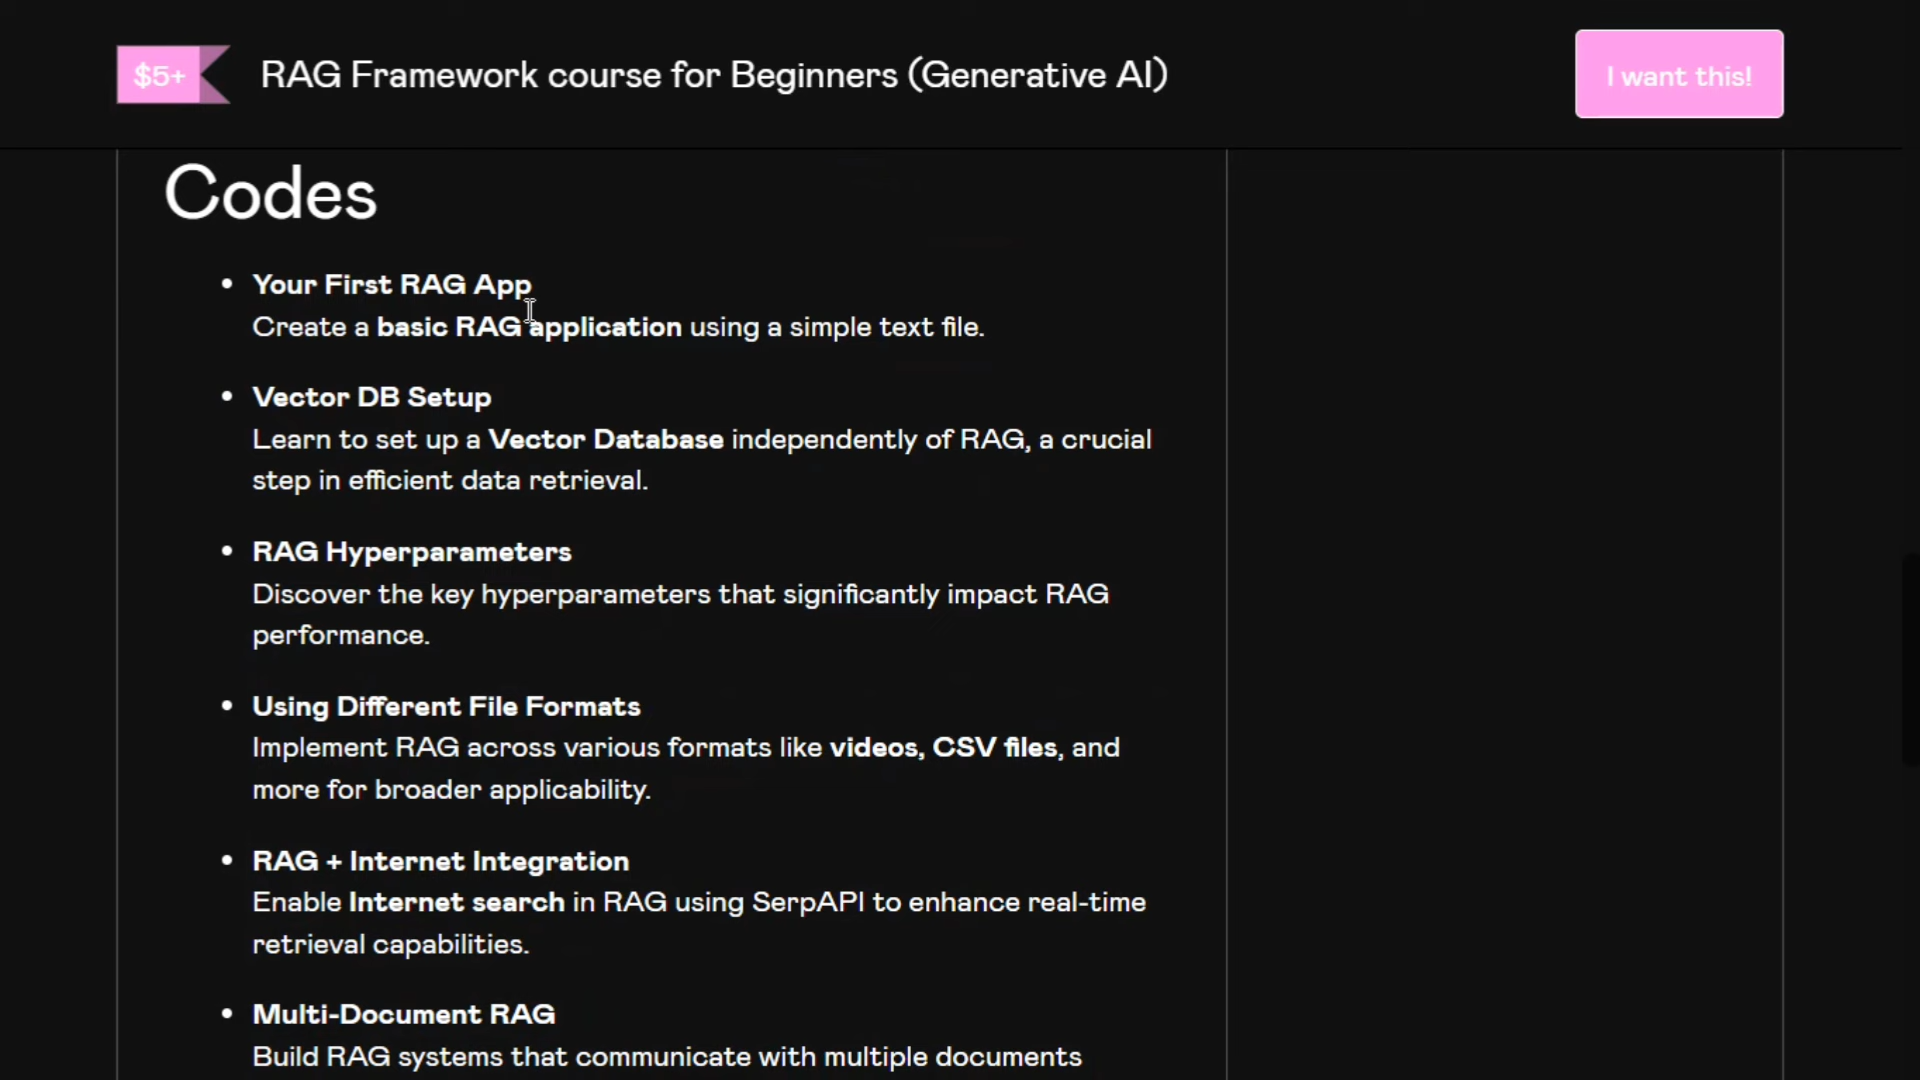 $5+
RAG Framework course for Beginners (Generative AI)
I want this!
Codes
• Your First RAG App
Create a basic RAG application using a simple text file.
• Vector DB Setup
Learn to set up a Vector Database independently of RAG, a crucial
step in efficient data retrieval.
• RAG Hyperparameters
Discover the key hyperparameters that significantly impact RAG
performance.
• Using Different File Formats
Implement RAG across various formats like videos, CSV files, and
more for broader applicability.
• RAG + Internet Integration
Enable Internet search in RAG using SerpAPI to enhance real-time
retrieval capabilities.
• Multi-Document RAG
Build RAG systems that communicate with multiple documents